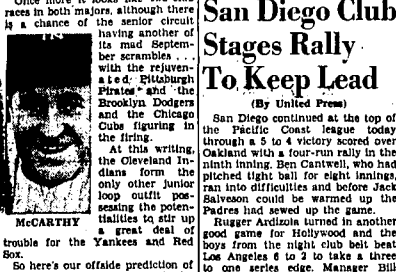 Once more it looks like the
races in both majors, although there
is a chance of the senior circuit
having another of
its mad Septem-
ber scrambles . . .
with the rejuven-
ated Pittsburgh
Pirates and the
Brooklyn Dodgers
and the Chicago
Cubs figuring in
the firing.
At this writing,
the Cleveland In-
dians form the
only other junior
loop outfit pos-
sessing the poten-
tialities to stir up
a great deal of
McCARTHY
trouble for the Yankees and Red
Sox.
So here's our offside prediction of
San Diego Club
Stages Rally
To Keep Lead
(By United Press)
San Diego continued at the top of
the Pacific Coast league today
through a 5 to 4 victory scored over
Oakland with a four-run rally in the
ninth inning. Ben Cantwell, who had
pitched tight ball for eight innings,
ran into difficulties and before Jack
Salveson could be warmed up the
Padres had sewed up the game.
Rugger Ardizola turned in another
good game for Hollywood and the
boys from the night club belt beat
Los Angeles 6 to 2 to take a three
to one series edge. Manager Bill